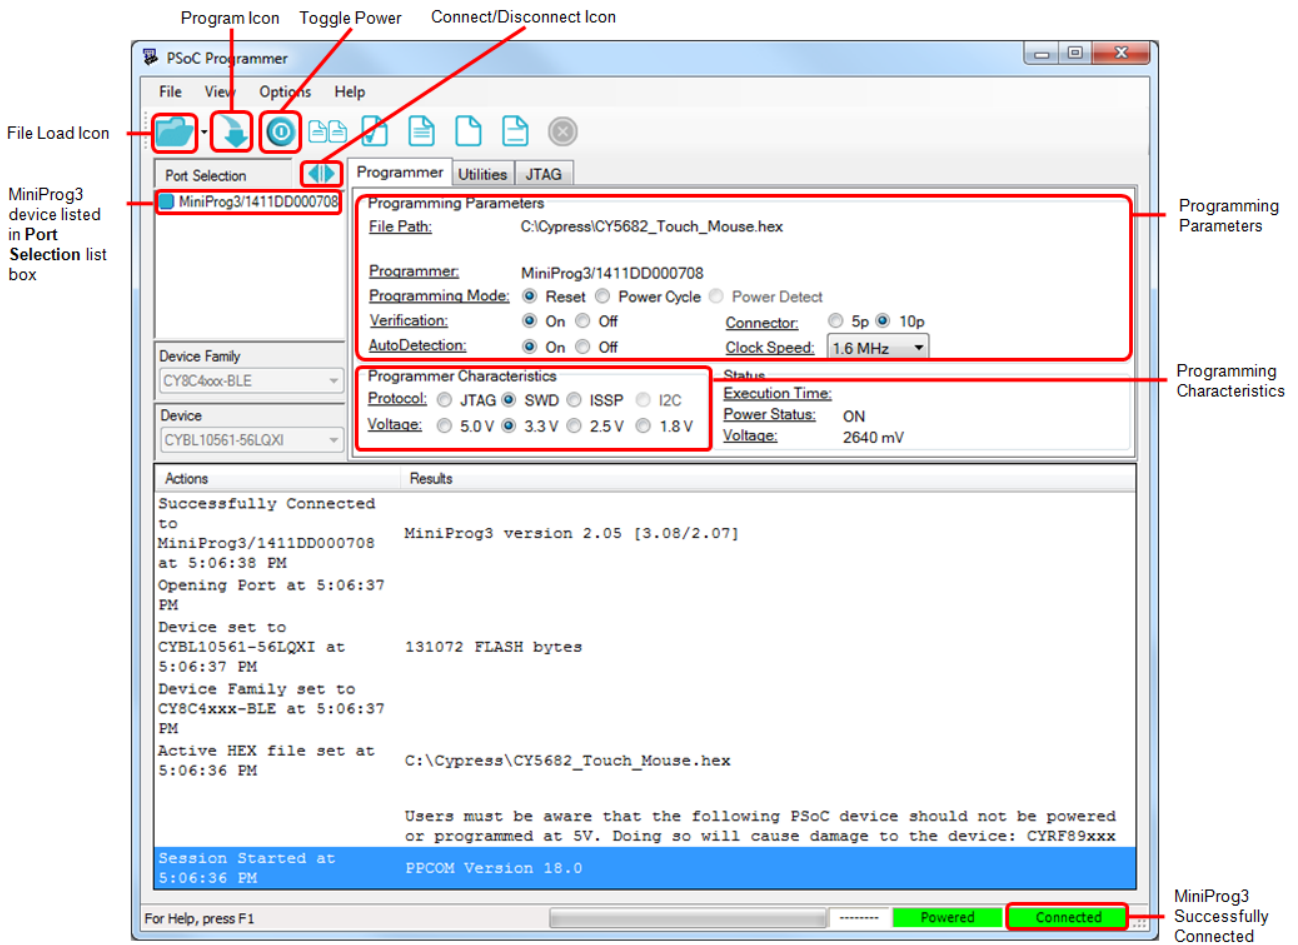 Program Icon Toggle Power Connect/Disconnect Icon
PSoC Programmer
File View Options Help
File Load Icon
Port Selection
Programmer Utilities JTAG
MiniProg3
device listed
in Port
Selection list
box
MiniProg3/1411DD000708
Programming Parameters
File Path: C:\Cypress\CY5682_Touch_Mouse.hex
Programmer: MiniProg3/1411DD000708
Programming Mode: Reset Power Cycle Power Detect
Verification: On Off Connector: 5p 10p
AutoDetection: On Off Clock Speed: 1.6 MHz
Programming
Parameters
Device Family
CY8C4xxx-BLE
Device
CYBL10561-56LQXI
Programmer Characteristics
Protocol: JTAG SWD ISSP I2C
Voltage: 5.0 V 3.3 V 2.5 V 1.8 V
Status
Execution Time:
Power Status: ON
Voltage: 2640 mV
Programming
Characteristics
Actions Results
Successfully Connected
to
MiniProg3/1411DD000708
at 5:06:38 PM
MiniProg3 version 2.05 [3.08/2.07]
Opening Port at 5:06:37
PM
Device set to
CYBL10561-56LQXI at
5:06:37 PM
131072 FLASH bytes
Device Family set to
CY8C4xxx-BLE at 5:06:37
PM
Active HEX file set at
5:06:36 PM
C:\Cypress\CY5682_Touch_Mouse.hex
Users must be aware that the following PSoC device should not be powered
or programmed at 5V. Doing so will cause damage to the device: CYRF89xxx
Session Started at
5:06:36 PM
PPCOM Version 18.0
For Help, press F1
-------- Powered Connected
MiniProg3
Successfully
Connected